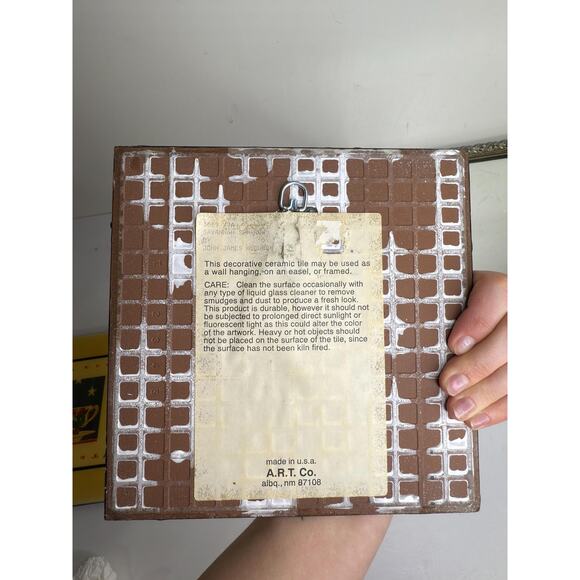 BY
This decorative ceramic tile may be used as
a wall hanging, on an easel, or framed.
CARE: Clean the surface occasionally with
any type of liquid glass cleaner to remove
smudges and dust to produce a fresh look.
This product is durable, however it should not
be subjected to prolonged direct sunlight or
fluorescent light as this could alter the color
of the artwork. Heavy or hot objects should
not be placed on the surface of the tile, since
the surface has not been kiln fired.
made in u.s.a.
A.R.T. Co.
albq., nm 87108